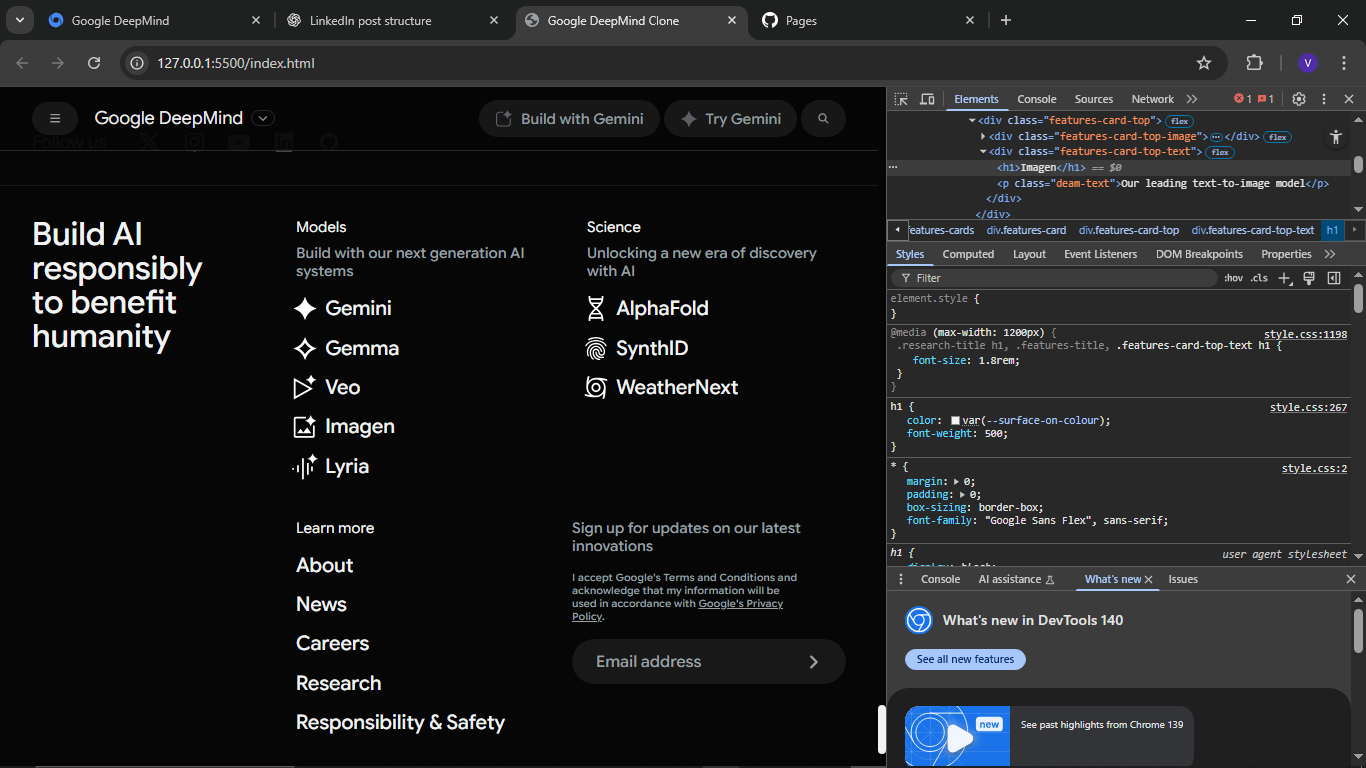 Google DeepMind
LinkedIn post structure
Google DeepMind Clone
Pages
127.0.0.1:5500/index.html
V
Google DeepMind
Build with Gemini
Try Gemini
Follow us
Build AI
responsibly
to benefit
humanity
Models
Build with our next generation AI
systems
Gemini
Gemma
Veo
Imagen
Lyria
Science
Unlocking a new era of discovery
with AI
AlphaFold
SynthID
WeatherNext
Learn more
About
News
Careers
Research
Responsibility & Safety
Sign up for updates on our latest
innovations
I accept Google's Terms and Conditions and
acknowledge that my information will be
used in accordance with Google's Privacy
Policy.
Email address
Elements Console Sources Network 1 1
<div class="features-card-top"> flex
<div class="features-card-top-image"> ⋯ </div> flex
<div class="features-card-top-text"> flex
<h1>Imagen</h1> == $0
<p class="deam-text">Our leading text-to-image model</p>
</div>
</div>
eatures-cards div.features-card div.features-card-top div.features-card-top-text h1
Styles Computed Layout Event Listeners DOM Breakpoints Properties
Filter :hov .cls
element.style {
}
@media (max-width: 1200px) { style.css:1198
.research-title h1, .features-title, .features-card-top-text h1 {
font-size: 1.8rem;
}
}
h1 { style.css:267
color: var(--surface-on-colour);
font-weight: 500;
}
* { style.css:2
margin: 0;
padding: 0;
box-sizing: border-box;
font-family: "Google Sans Flex", sans-serif;
}
h1 { user agent stylesheet
Console AI assistance What's new Issues
What's new in DevTools 140
See all new features
new
See past highlights from Chrome 139